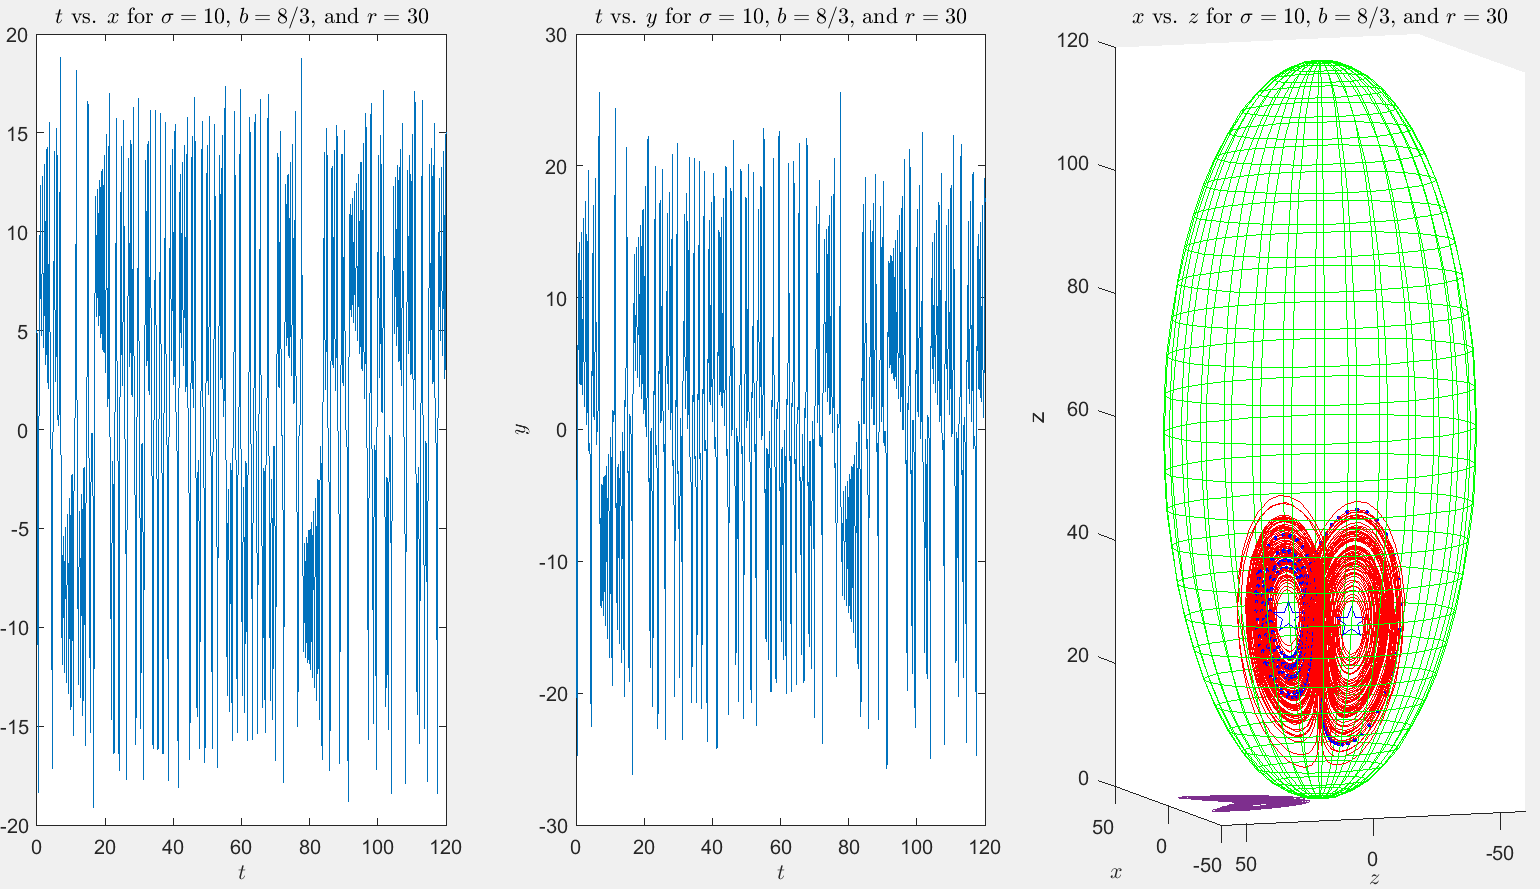 t vs. x for σ = 10, b = 8/3, and r = 30
20
15
10
5
0
-5
-10
-15
-20
0 20 40 60 80 100 120
t
t vs. y for σ = 10, b = 8/3, and r = 30
30
20
10
0
-10
-20
-30
y
0 20 40 60 80 100 120
t
x vs. z for σ = 10, b = 8/3, and r = 30
120
100
80
60
40
20
0
z
50 0 -50
x
50 0 -50
z